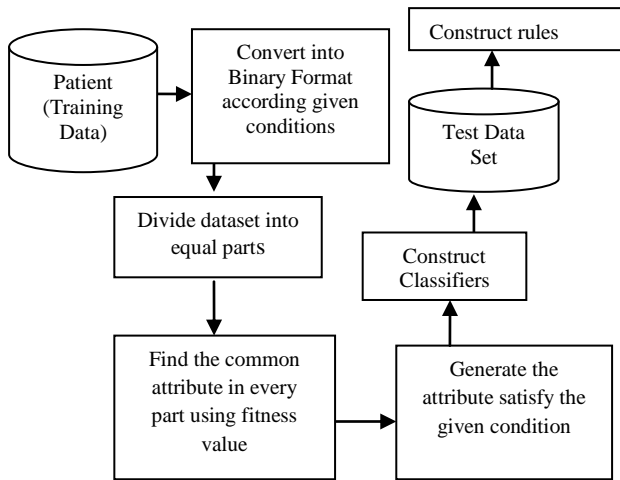 Patient
(Training
Data)
Convert into
Binary Format
according given
conditions
Divide dataset into
equal parts
Find the common
attribute in every
part using fitness
value
Generate the
attribute satisfy the
given condition
Construct
Classifiers
Test Data
Set
Construct rules